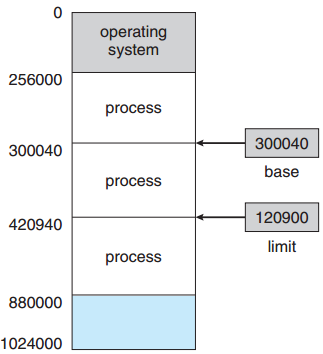 0
operating
system
256000
process
300040
300040
base
process
420940
120900
limit
process
880000
1024000